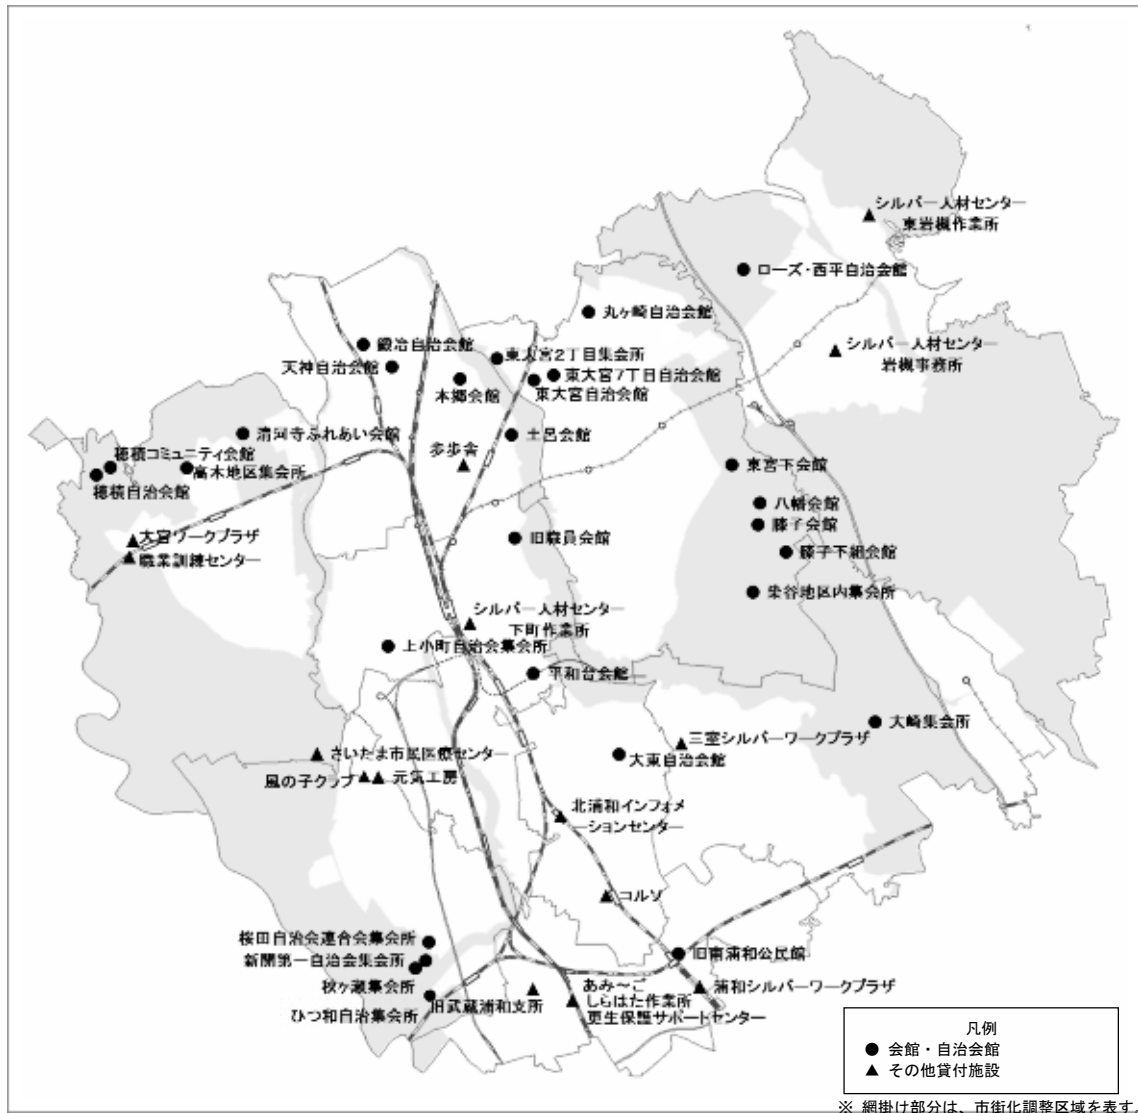 シルバー人材センター
東岩槻作業所
ローズ・西平自治会館
丸ヶ崎自治会館
シルバー人材センター
岩槻事務所
鍛冶自治会館
天神自治会館
東大宮2丁目集会所
東大宮7丁目自治会館
本郷会館
東大宮自治会館
清河寺ふれあい会館
土呂会館
穂積コミュニティ会館
高木地区集会所
穂積自治会館
歩歩舎
東宮下会館
八幡会館
膝子会館
大宮ワークプラザ
職業訓練センター
旧職員会館
膝子下組会館
染谷地区内集会所
シルバー人材センター
下町作業所
上小町自治会集会所
平和台会館
大崎集会所
三室シルバーワークプラザ
さいたま市民医療センター
大東自治会館
風の子クラブ
元気工房
北浦和インフォメ
ーションセンター
コルソ
桜田自治会連合会集会所
新開第一自治会集会所
旧南浦和公民館
秋ヶ瀬集会所
あみ～ご
しらはた作業所
更生保護サポートセンター
浦和シルバーワークプラザ
旧武蔵浦和支所
ひつ和自治集会所
凡例
● 会館・自治会館
▲ その他貸付施設
※ 網掛け部分は、市街化調整区域を表す。